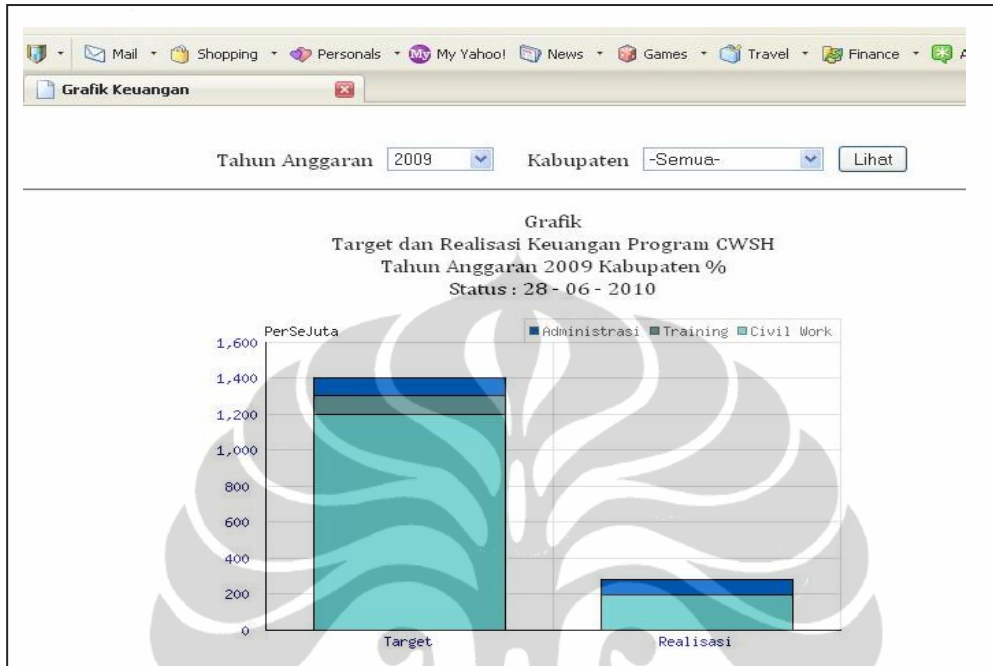 Mail Shopping Personals My My Yahoo! News Games Travel Finance A
Grafik Keuangan
Tahun Anggaran 2009 Kabupaten -Semua- Lihat
Grafik
Target dan Realisasi Keuangan Program CWSH
Tahun Anggaran 2009 Kabupaten %
Status : 28 - 06 - 2010
PerSeJuta
Administrasi Training Civil Work
1,600
1,400
1,200
1,000
800
600
400
200
0
Target Realisasi